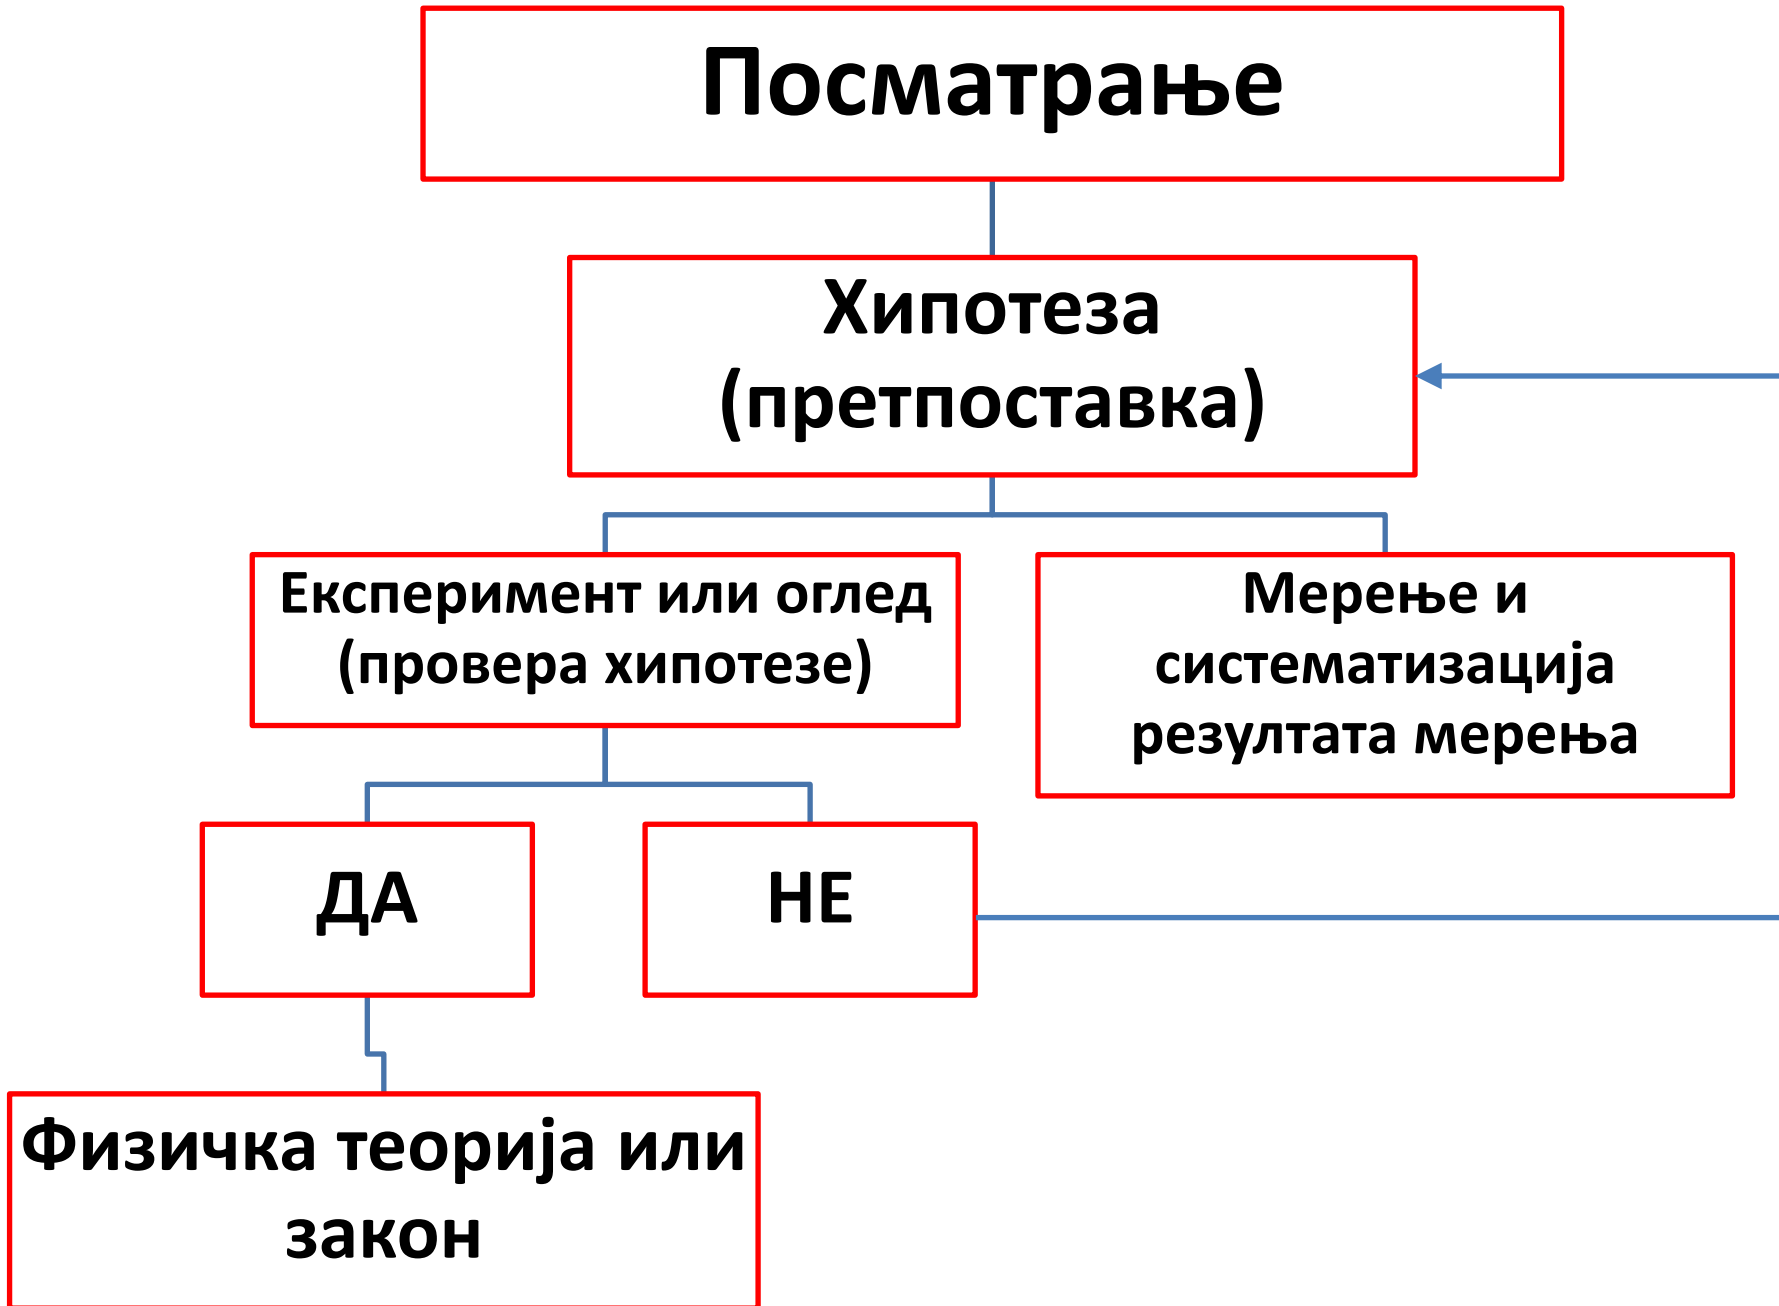 Посматрање
Хипотеза
(претпоставка)
Експеримент или оглед
(провера хипотезе)
Мерење и
систематизација
резултата мерења
ДА
НЕ
Физичка теорија или
закон